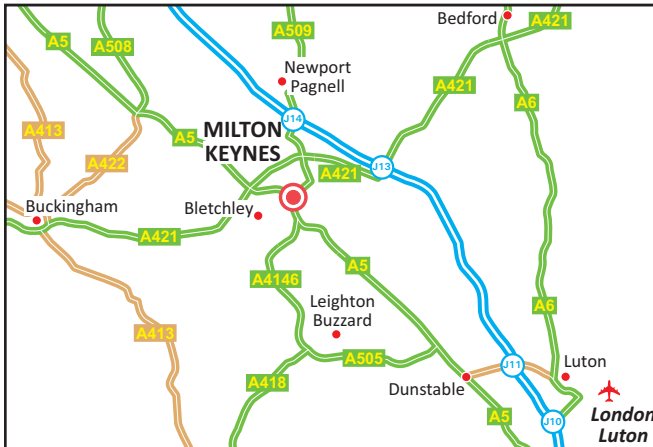 Bedford
A421
A509
A5
A508
Newport
Pagnell
A421
A6
J14
MILTON
KEYNES
A413
A5
A422
J13
A421
Buckingham
Bletchley
A421
A5
A4146
Leighton
Buzzard
A6
A413
A505
J11
Luton
A418
Dunstable
London
Luton
A5
J10